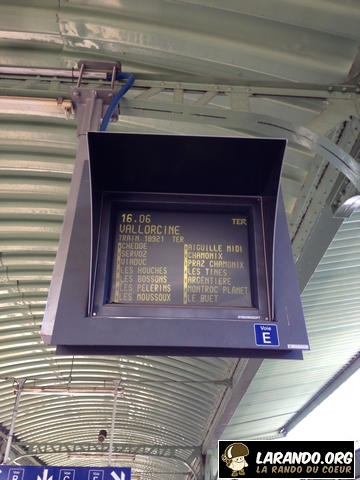 16.06 TER
VALLORCINE
TRAIN 18921 TER
CHEDDE
SERVOZ
VIADUC
LES HOUCHES
LES BOSSONS
LES PELERINS
LES MOUSSOUX
AIGUILLE MIDI
CHAMONIX
PRAZ CHAMONIX
LES TINES
ARGENTIERE
MONTROC PLANET
LE BUET
Voie
E
LARANDO.ORG
LA RANDO DU COEUR